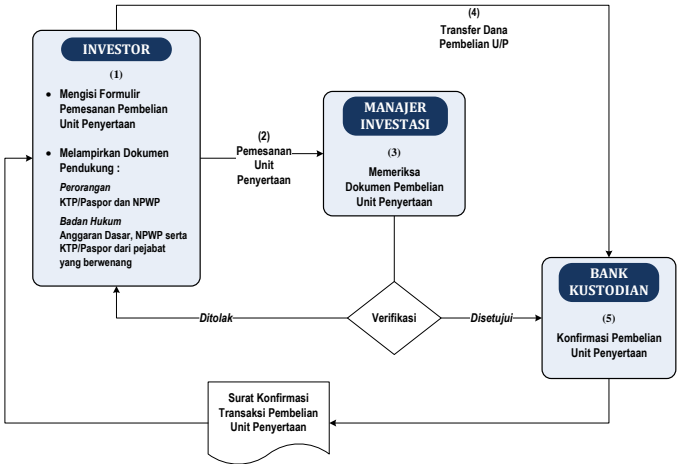 (4)
Transfer Dana
Pembelian U/P
INVESTOR
(1)
• Mengisi Formulir
Pemesanan Pembelian
Unit Penyertaan
• Melampirkan Dokumen
Pendukung :
Perorangan
KTP/Paspor dan NPWP
Badan Hukum
Anggaran Dasar, NPWP serta
KTP/Paspor dari pejabat
yang berwenang
(2)
Pemesanan
Unit
Penyertaan
MANAJER
INVESTASI
(3)
Memeriksa
Dokumen Pembelian
Unit Penyertaan
Ditolak
Verifikasi
Disetujui
BANK
KUSTODIAN
(5)
Konfirmasi Pembelian
Unit Penyertaan
Surat Konfirmasi
Transaksi Pembelian
Unit Penyertaan